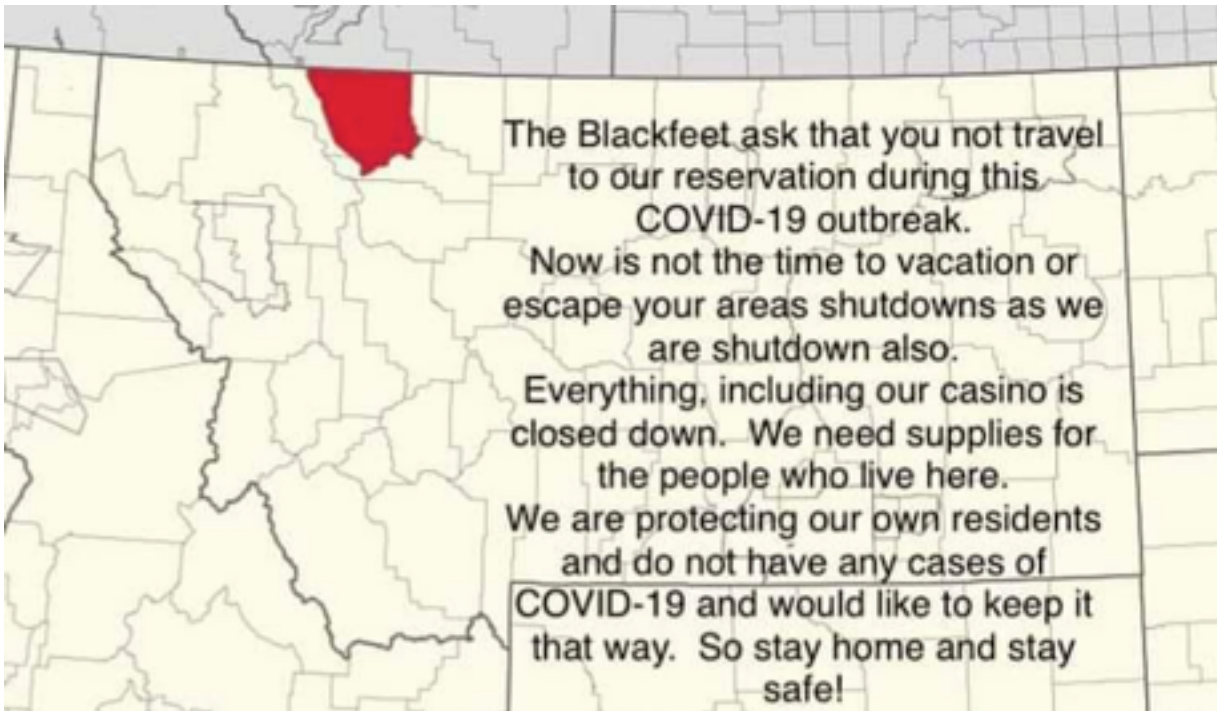 The Blackfeet ask that you not travel
to our reservation during this
COVID-19 outbreak.
Now is not the time to vacation or
escape your areas shutdowns as we
are shutdown also.
Everything, including our casino is
closed down.  We need supplies for
the people who live here.
We are protecting our own residents
and do not have any cases of
COVID-19 and would like to keep it
that way.  So stay home and stay
safe!